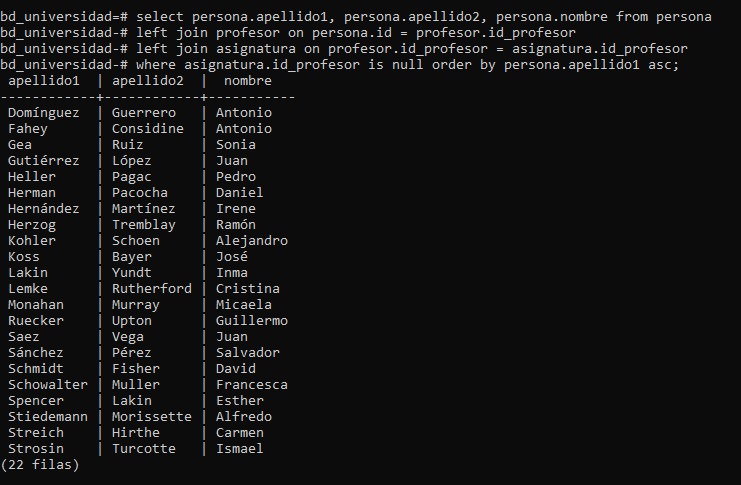 bd_universidad=# select persona.apellido1, persona.apellido2, persona.nombre from persona
bd_universidad-# left join profesor on persona.id = profesor.id_profesor
bd_universidad-# left join asignatura on profesor.id_profesor = asignatura.id_profesor
bd_universidad-# where asignatura.id_profesor is null order by persona.apellido1 asc;
 apellido1  | apellido2  |  nombre
------------+------------+-----------
 Domínguez  | Guerrero   | Antonio
 Fahey      | Considine  | Antonio
 Gea        | Ruiz       | Sonia
 Gutiérrez  | López      | Juan
 Heller     | Pagac      | Pedro
 Herman     | Pacocha    | Daniel
 Hernández  | Martínez   | Irene
 Herzog     | Tremblay   | Ramón
 Kohler     | Schoen     | Alejandro
 Koss       | Bayer      | José
 Lakin      | Yundt      | Inma
 Lemke      | Rutherford | Cristina
 Monahan    | Murray     | Micaela
 Ruecker    | Upton      | Guillermo
 Saez       | Vega       | Juan
 Sánchez    | Pérez      | Salvador
 Schmidt    | Fisher     | David
 Schowalter | Muller     | Francesca
 Spencer    | Lakin      | Esther
 Stiedemann | Morissette | Alfredo
 Streich    | Hirthe     | Carmen
 Strosin    | Turcotte   | Ismael
(22 filas)